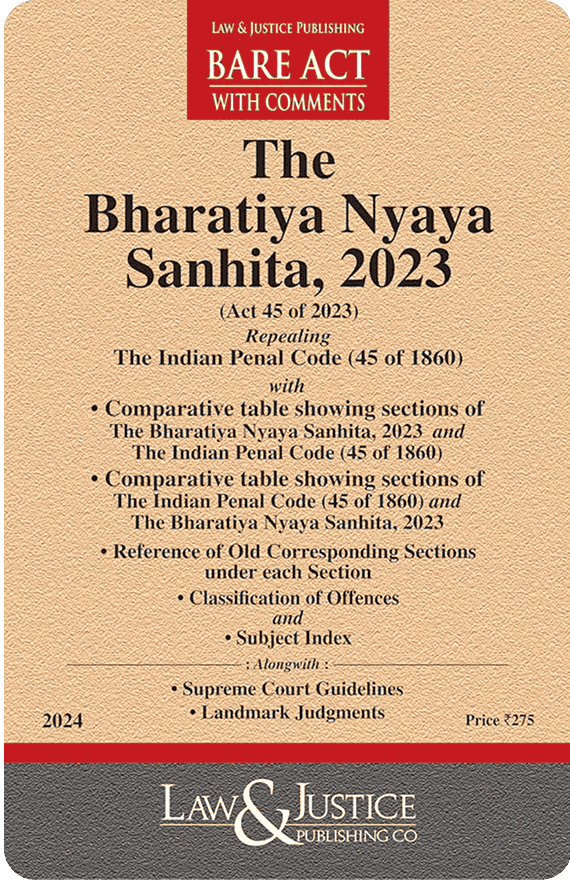 LAW & JUSTICE PUBLISHING
BARE ACT
WITH COMMENTS
The
Bharatiya Nyaya
Sanhita, 2023
(Act 45 of 2023)
Repealing
The Indian Penal Code (45 of 1860)
with
• Comparative table showing sections of
The Bharatiya Nyaya Sanhita, 2023 and
The Indian Penal Code (45 of 1860)
• Comparative table showing sections of
The Indian Penal Code (45 of 1860) and
The Bharatiya Nyaya Sanhita, 2023
• Reference of Old Corresponding Sections
under each Section
• Classification of Offences
and
• Subject Index
: Alongwith :
• Supreme Court Guidelines
• Landmark Judgments
2024
Price ₹275
LAW & JUSTICE
PUBLISHING CO